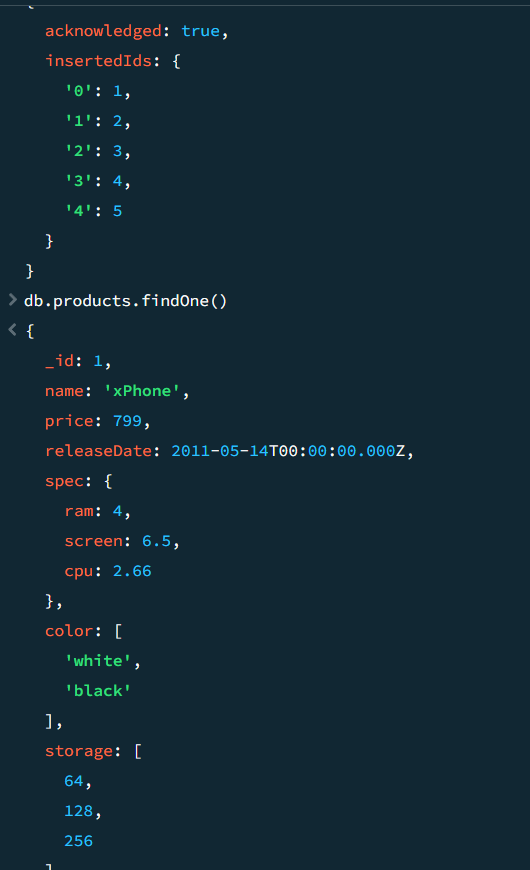 {
acknowledged: true,
insertedIds: {
'0': 1,
'1': 2,
'2': 3,
'3': 4,
'4': 5
}
}
> db.products.findOne()
< {
_id: 1,
name: 'xPhone',
price: 799,
releaseDate: 2011-05-14T00:00:00.000Z,
spec: {
ram: 4,
screen: 6.5,
cpu: 2.66
},
color: [
'white',
'black'
],
storage: [
64,
128,
256
]